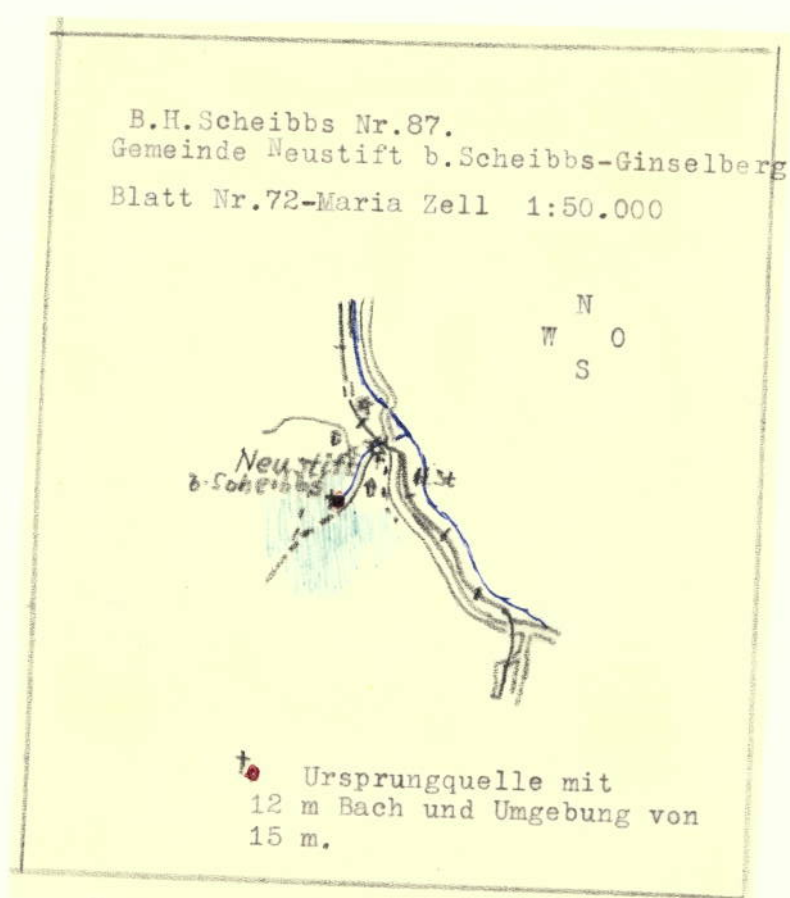 B.H.Scheibbs Nr.87.
Gemeinde Neustift b.Scheibbs-Ginselberg
Blatt Nr.72-Maria Zell 1:50.000
N
W O
S
Neustift
b. Scheibbs
H.St
Ursprungquelle mit
12 m Bach und Umgebung von
15 m.